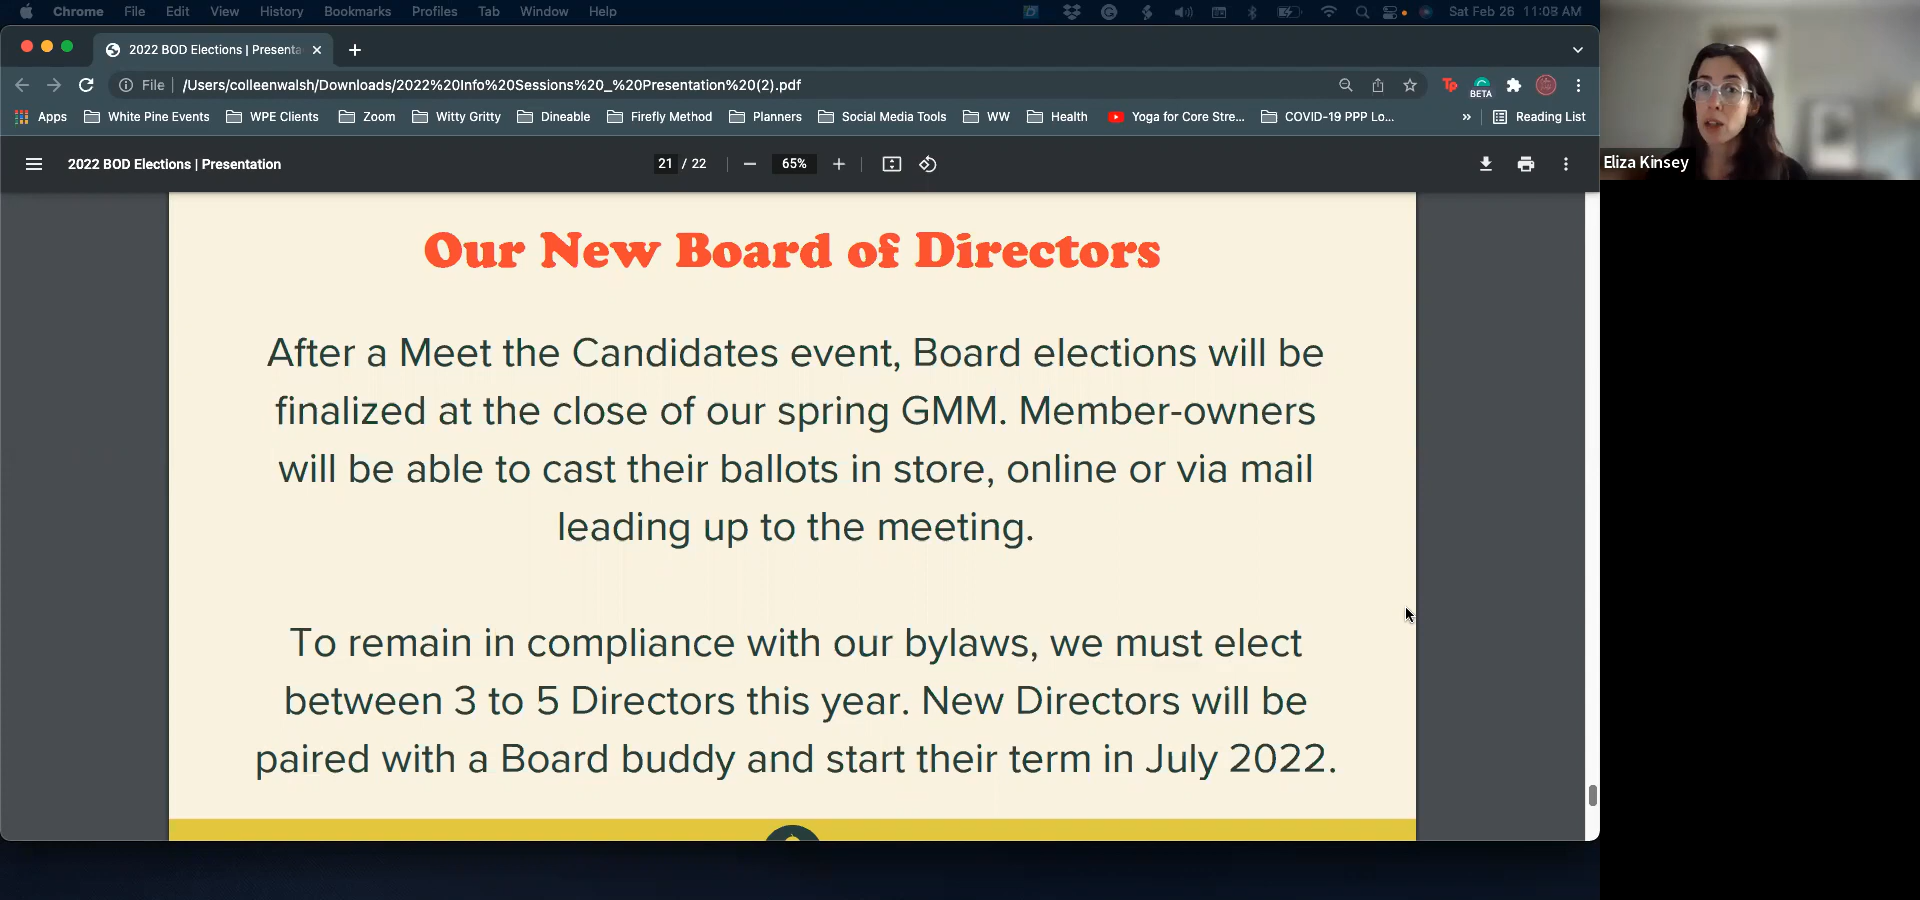 Chrome File Edit View History Bookmarks Profiles Tab Window Help Sat Feb 26 11:08 AM
2022 BOD Elections | Presenta
File /Users/colleenwalsh/Downloads/2022%20Info%20Sessions%20_%20Presentation%20(2).pdf
BETA
Apps White Pine Events WPE Clients Zoom Witty Gritty Dineable Firefly Method Planners Social Media Tools WW Health Yoga for Core Stre... COVID-19 PPP Lo... » Reading List
2022 BOD Elections | Presentation 21 / 22 65%
Eliza Kinsey
Our New Board of Directors
After a Meet the Candidates event, Board elections will be
finalized at the close of our spring GMM. Member-owners
will be able to cast their ballots in store, online or via mail
leading up to the meeting.
To remain in compliance with our bylaws, we must elect
between 3 to 5 Directors this year. New Directors will be
paired with a Board buddy and start their term in July 2022.